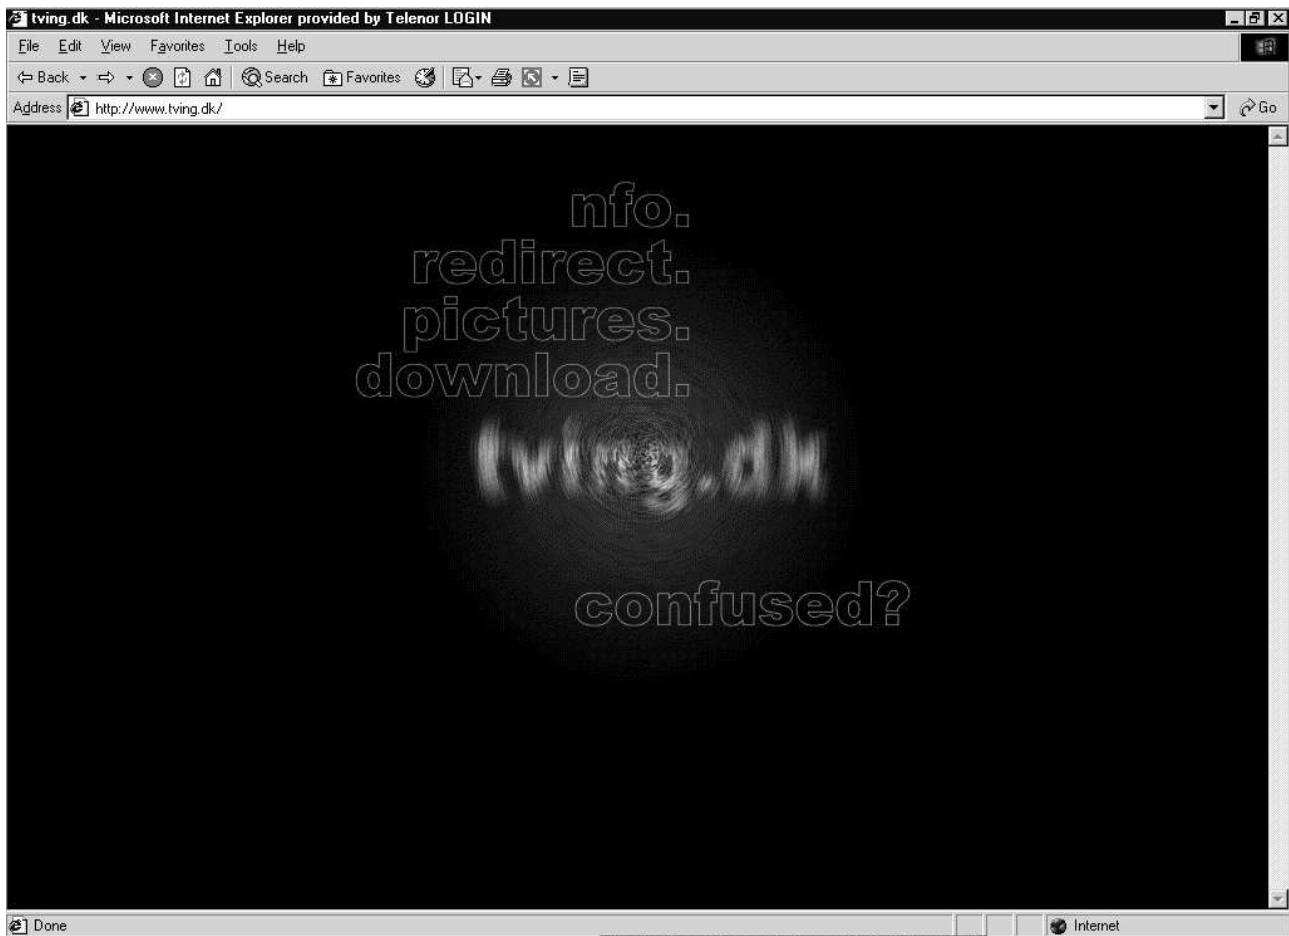 tving.dk - Microsoft Internet Explorer provided by Telenor LOGIN
File Edit View Favorites Tools Help
Back Search Favorites
Address http://www.tving.dk/ Go
nfo.
redirect.
pictures.
download.
tving.dk
confused?
Done Internet